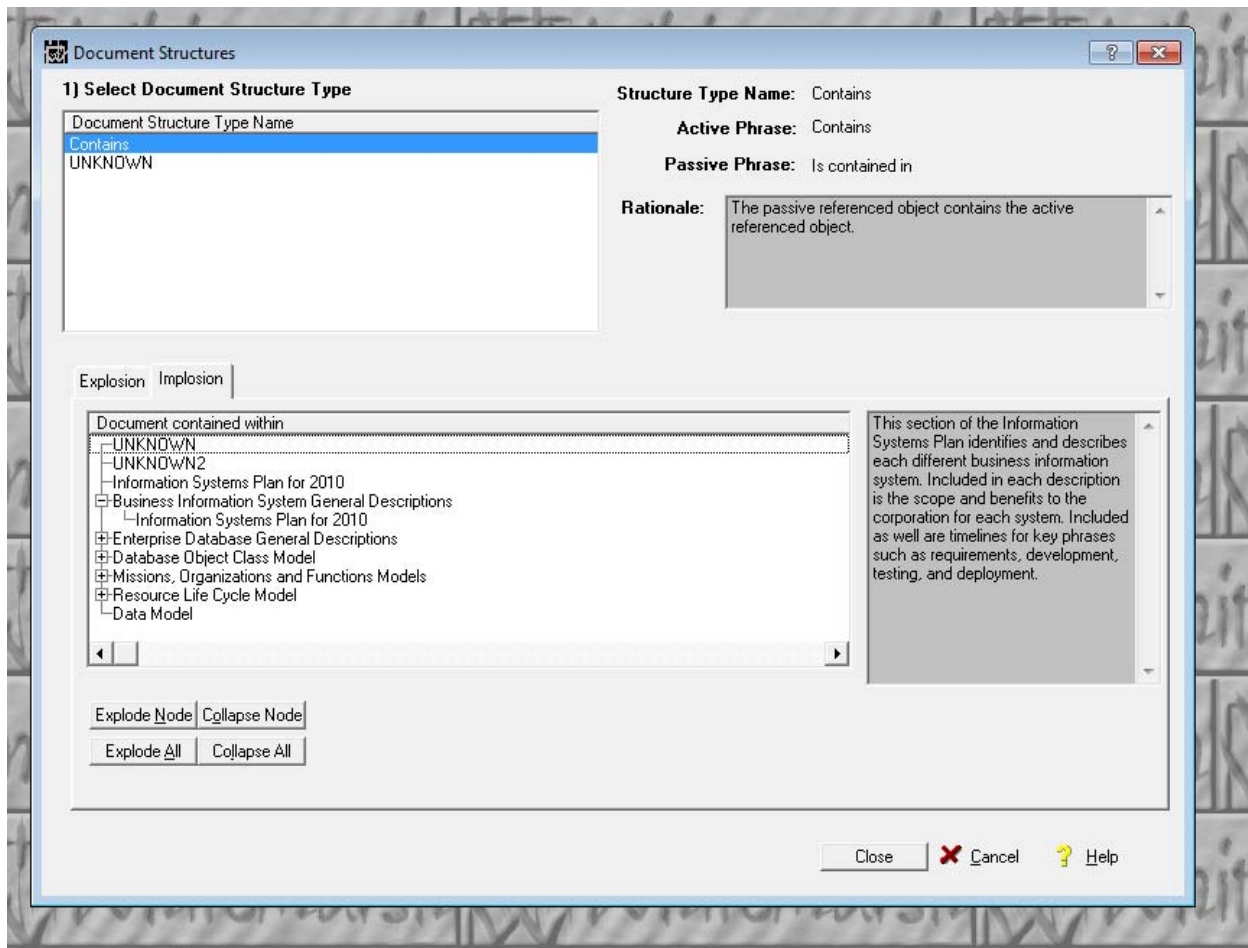 Document Structures
1) Select Document Structure Type
Document Structure Type Name
Contains
UNKNOWN
Structure Type Name: Contains
Active Phrase: Contains
Passive Phrase: Is contained in
Rationale: The passive referenced object contains the active
referenced object.
Explosion Implosion
Document contained within
UNKNOWN
UNKNOWN2
Information Systems Plan for 2010
Business Information System General Descriptions
Information Systems Plan for 2010
Enterprise Database General Descriptions
Database Object Class Model
Missions, Organizations and Functions Models
Resource Life Cycle Model
Data Model
This section of the Information
Systems Plan identifies and describes
each different business information
system. Included in each description
is the scope and benefits to the
corporation for each system. Included
as well are timelines for key phrases
such as requirements, development,
testing, and deployment.
Explode Node Collapse Node
Explode All Collapse All
Close Cancel Help